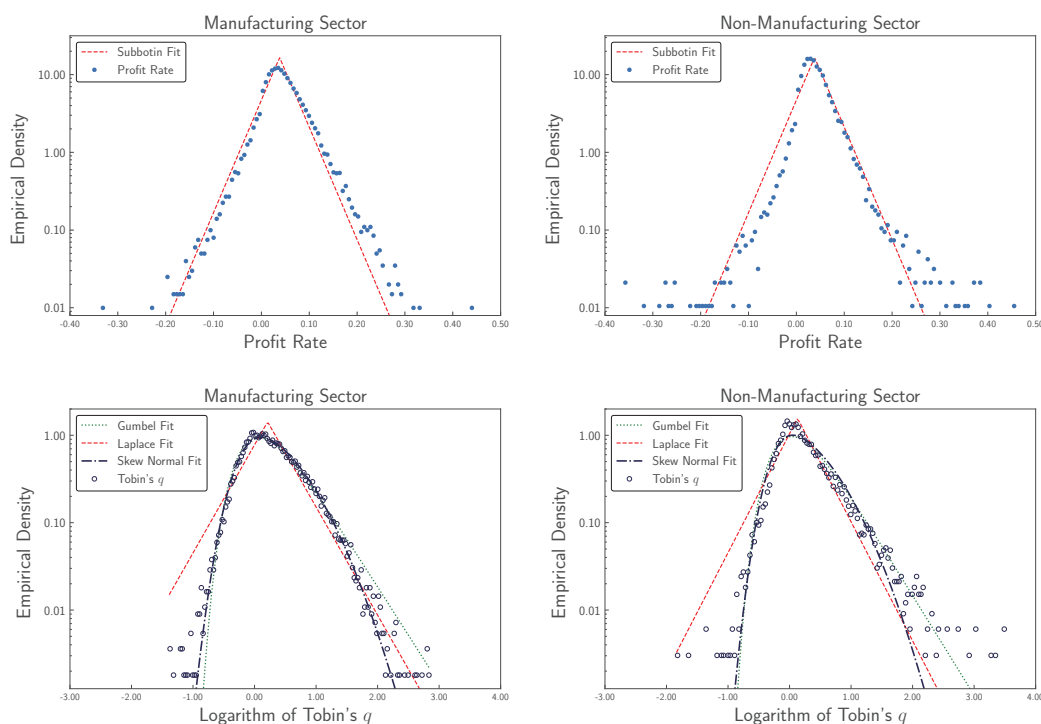 Manufacturing Sector
Subbotin Fit
Profit Rate
Empirical Density
10.00
1.00
0.10
0.01
-0.40 -0.30 -0.20 -0.10 0.00 0.10 0.20 0.30 0.40 0.50
Profit Rate
Non-Manufacturing Sector
Subbotin Fit
Profit Rate
Empirical Density
10.00
1.00
0.10
0.01
-0.40 -0.30 -0.20 -0.10 0.00 0.10 0.20 0.30 0.40 0.50
Profit Rate
Manufacturing Sector
Gumbel Fit
Laplace Fit
Skew Normal Fit
Tobin's q
Empirical Density
1.00
0.10
0.01
-3.00 -2.00 -1.00 0.00 1.00 2.00 3.00 4.00
Logarithm of Tobin's q
Non-Manufacturing Sector
Gumbel Fit
Laplace Fit
Skew Normal Fit
Tobin's q
Empirical Density
1.00
0.10
0.01
-3.00 -2.00 -1.00 0.00 1.00 2.00 3.00 4.00
Logarithm of Tobin's q